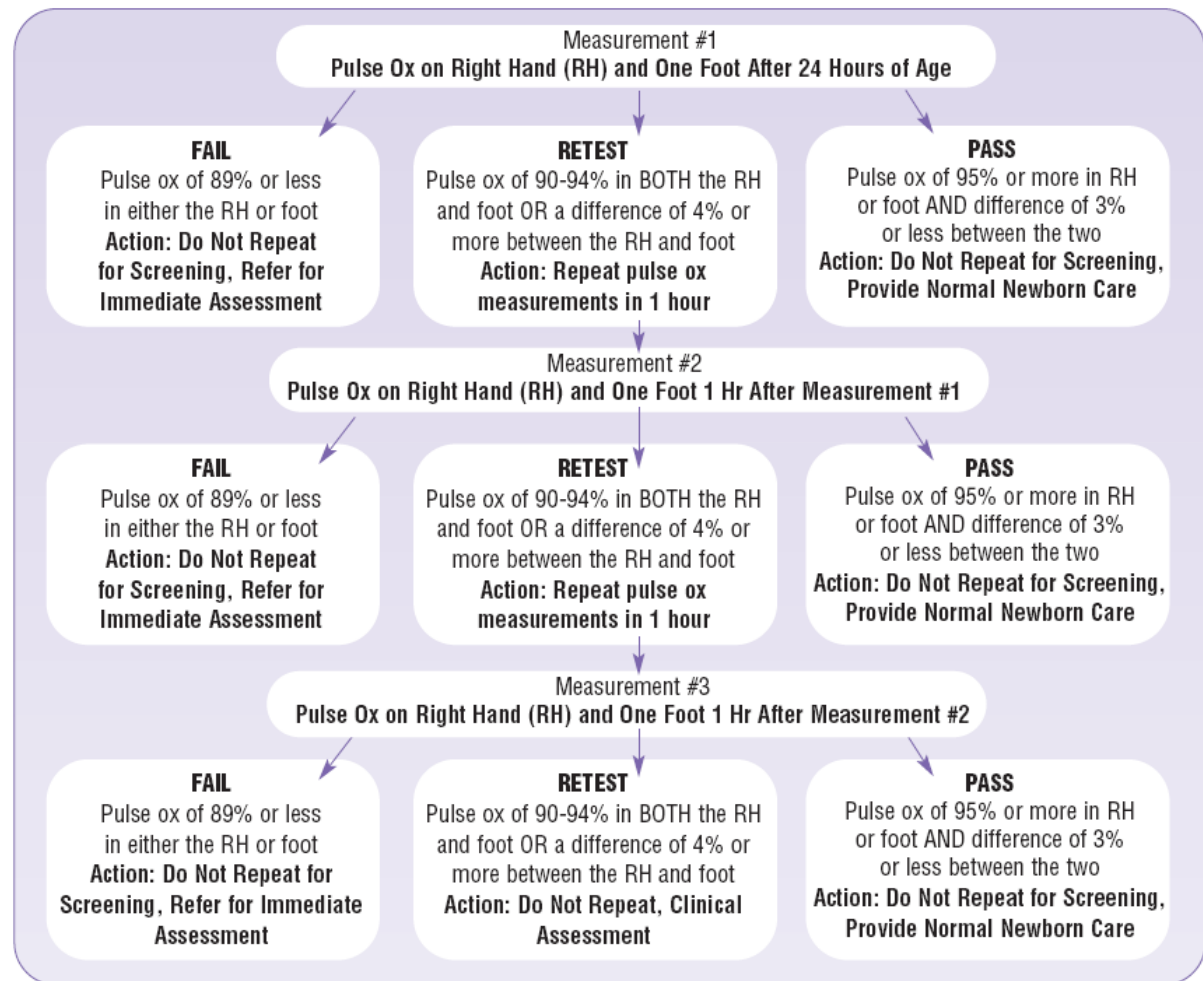 Measurement #1
Pulse Ox on Right Hand (RH) and One Foot After 24 Hours of Age
FAIL
Pulse ox of 89% or less
in either the RH or foot
Action: Do Not Repeat
for Screening, Refer for
Immediate Assessment
RETEST
Pulse ox of 90-94% in BOTH the RH
and foot OR a difference of 4% or
more between the RH and foot
Action: Repeat pulse ox
measurements in 1 hour
PASS
Pulse ox of 95% or more in RH
or foot AND difference of 3%
or less between the two
Action: Do Not Repeat for Screening,
Provide Normal Newborn Care
Measurement #2
Pulse Ox on Right Hand (RH) and One Foot 1 Hr After Measurement #1
FAIL
Pulse ox of 89% or less
in either the RH or foot
Action: Do Not Repeat
for Screening, Refer for
Immediate Assessment
RETEST
Pulse ox of 90-94% in BOTH the RH
and foot OR a difference of 4% or
more between the RH and foot
Action: Repeat pulse ox
measurements in 1 hour
PASS
Pulse ox of 95% or more in RH
or foot AND difference of 3%
or less between the two
Action: Do Not Repeat for Screening,
Provide Normal Newborn Care
Measurement #3
Pulse Ox on Right Hand (RH) and One Foot 1 Hr After Measurement #2
FAIL
Pulse ox of 89% or less
in either the RH or foot
Action: Do Not Repeat for
Screening, Refer for Immediate
Assessment
RETEST
Pulse ox of 90-94% in BOTH the RH
and foot OR a difference of 4% or
more between the RH and foot
Action: Do Not Repeat, Clinical
Assessment
PASS
Pulse ox of 95% or more in RH
or foot AND difference of 3%
or less between the two
Action: Do Not Repeat for Screening,
Provide Normal Newborn Care